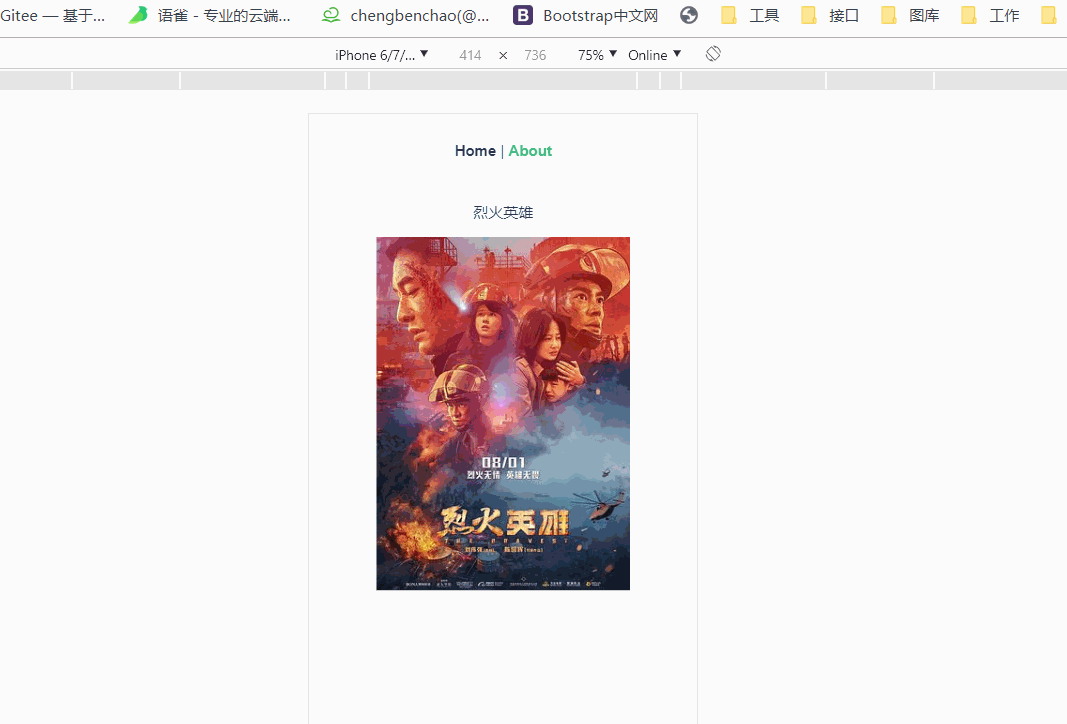 Gitee — 基于... 语雀 - 专业的云端... chengbenchao(@... B Bootstrap中文网 工具 接口 图库 工作
iPhone 6/7/... ▼ 414 × 736 75% ▼ Online ▼
Home | About
烈火英雄
08/01
烈火无情 英雄无畏
烈火英雄
THE BRAVEST